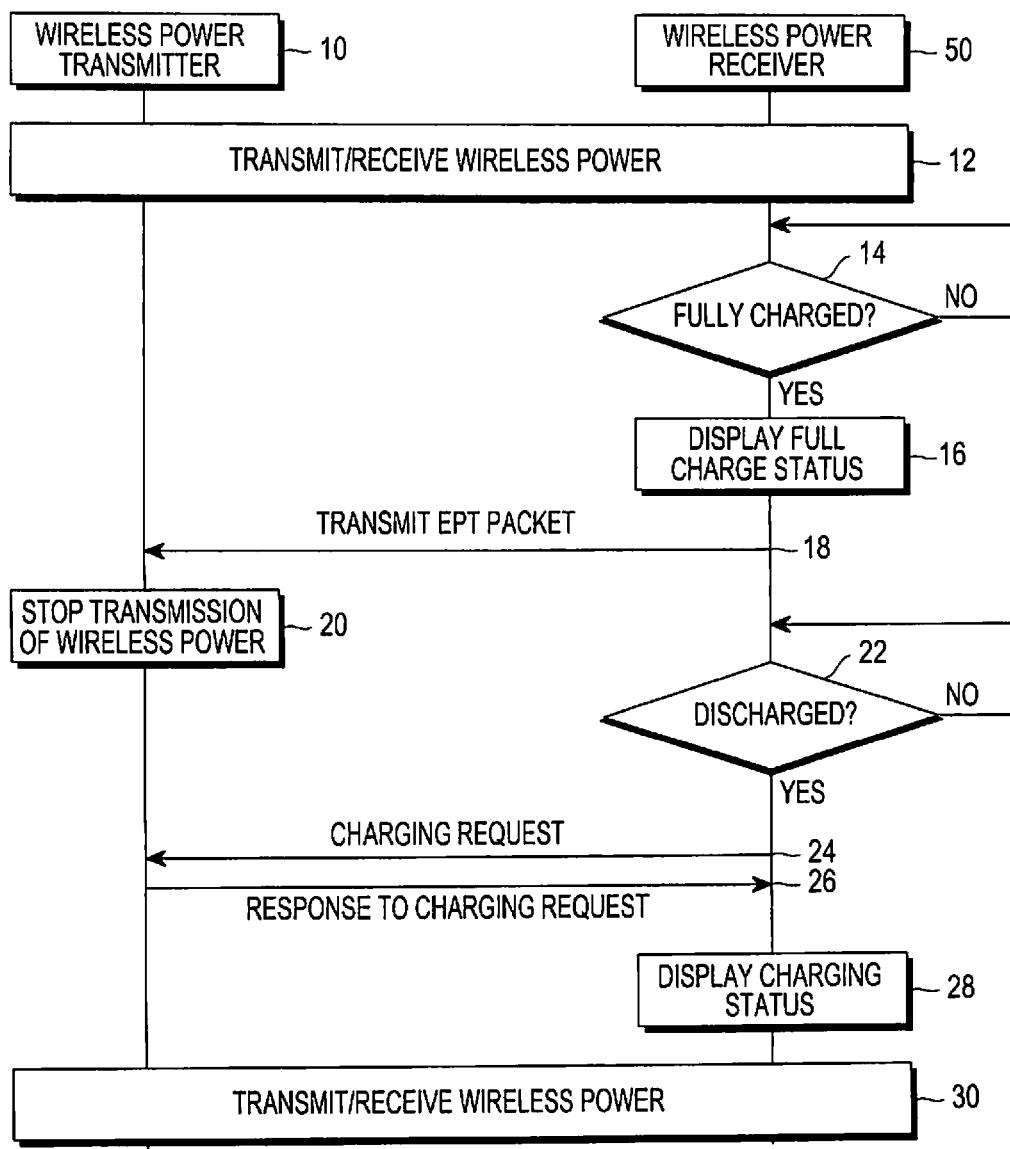 WIRELESS POWER
TRANSMITTER
10
WIRELESS POWER
RECEIVER
50
TRANSMIT/RECEIVE WIRELESS POWER
12
14
FULLY CHARGED?
NO
YES
DISPLAY FULL
CHARGE STATUS
16
TRANSMIT EPT PACKET
18
STOP TRANSMISSION
OF WIRELESS POWER
20
22
DISCHARGED?
NO
YES
CHARGING REQUEST
24
26
RESPONSE TO CHARGING REQUEST
DISPLAY CHARGING
STATUS
28
TRANSMIT/RECEIVE WIRELESS POWER
30